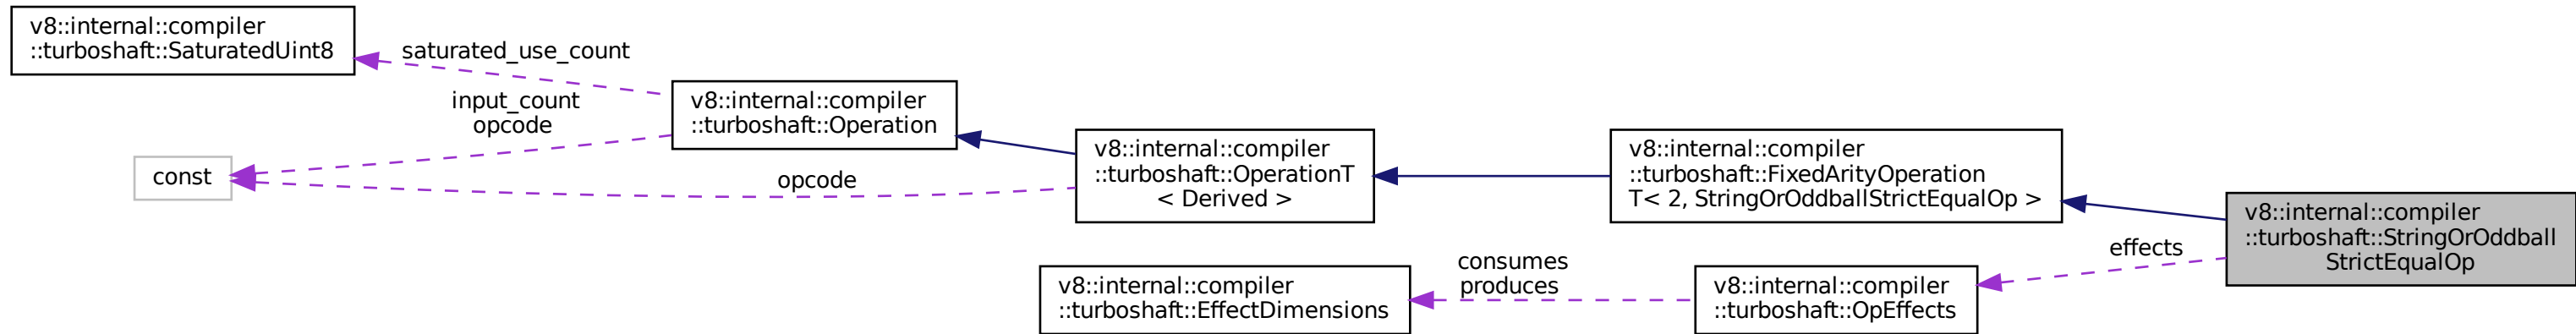 v8::internal::compiler
::turboshaft::SaturatedUint8
saturated_use_count
input_count
opcode
const
v8::internal::compiler
::turboshaft::Operation
opcode
v8::internal::compiler
::turboshaft::OperationT
< Derived >
v8::internal::compiler
::turboshaft::FixedArityOperation
T< 2, StringOrOddballStrictEqualOp >
v8::internal::compiler
::turboshaft::EffectDimensions
consumes
produces
v8::internal::compiler
::turboshaft::OpEffects
effects
v8::internal::compiler
::turboshaft::StringOrOddball
StrictEqualOp